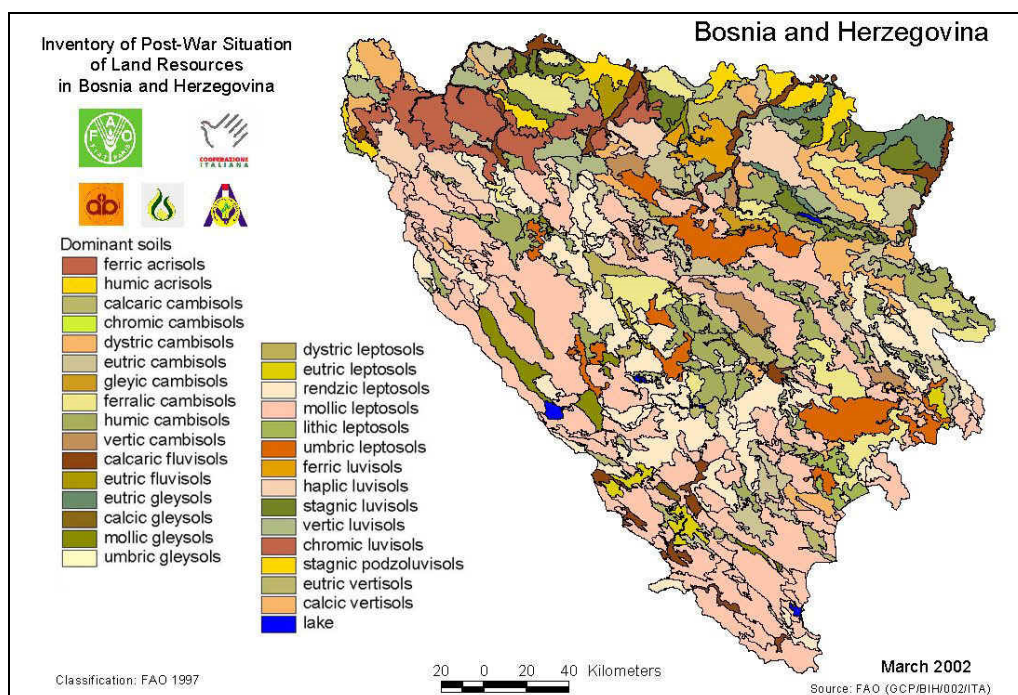 Bosnia and Herzegovina
Inventory of Post-War Situation
of Land Resources
in Bosnia and Herzegovina
F A O
FIAT PANIS
COOPERAZIONE
ITALIANA
Dominant soils
ferric acrisols
humic acrisols
calcaric cambisols
chromic cambisols
dystric cambisols
eutric cambisols
gleyic cambisols
ferralic cambisols
humic cambisols
vertic cambisols
calcaric fluvisols
eutric fluvisols
eutric gleysols
calcic gleysols
mollic gleysols
umbric gleysols
dystric leptosols
eutric leptosols
rendzic leptosols
mollic leptosols
lithic leptosols
umbric leptosols
ferric luvisols
haplic luvisols
stagnic luvisols
vertic luvisols
chromic luvisols
stagnic podzoluvisols
eutric vertisols
calcic vertisols
lake
20 0 20 40 Kilometers
March 2002
Classification: FAO 1997
Source: FAO (GCP/BIH/002/ITA)